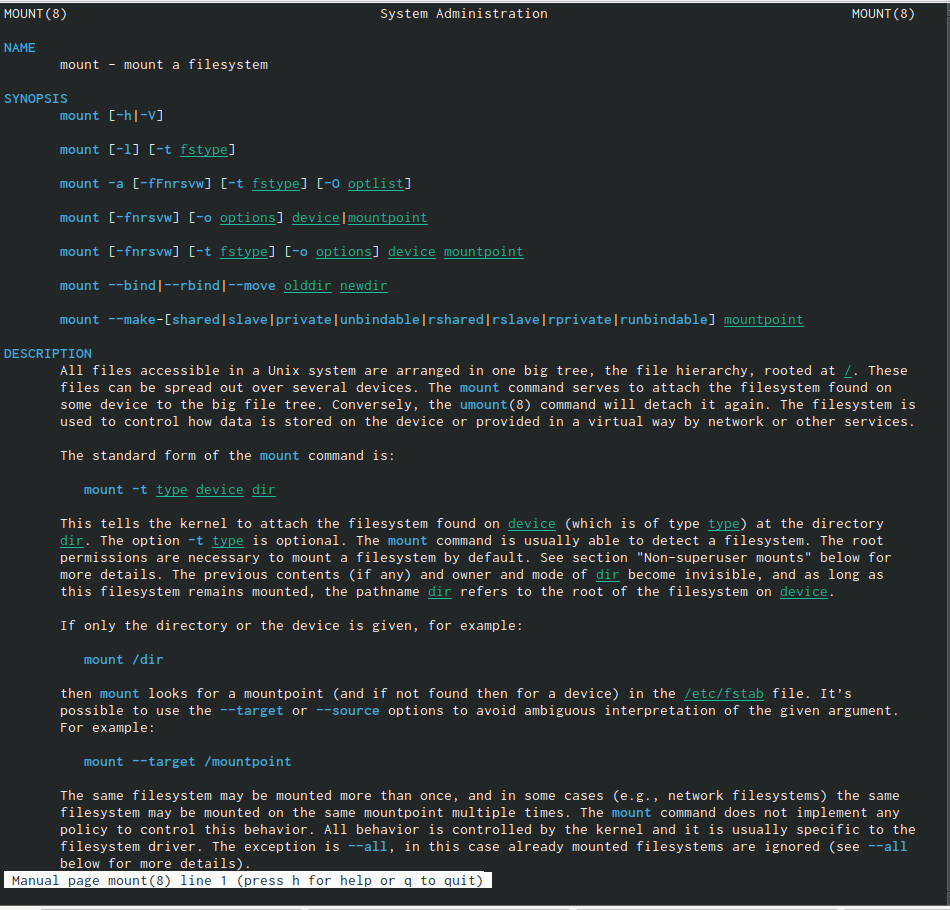 MOUNT(8) System Administration MOUNT(8)
NAME
mount - mount a filesystem
SYNOPSIS
mount [-h|-V]
mount [-l] [-t fstype]
mount -a [-fFnrsvw] [-t fstype] [-O optlist]
mount [-fnrsvw] [-o options] device|mountpoint
mount [-fnrsvw] [-t fstype] [-o options] device mountpoint
mount --bind|--rbind|--move olddir newdir
mount --make-[shared|slave|private|unbindable|rshared|rslave|rprivate|runbindable] mountpoint
DESCRIPTION
All files accessible in a Unix system are arranged in one big tree, the file hierarchy, rooted at /. These
files can be spread out over several devices. The mount command serves to attach the filesystem found on
some device to the big file tree. Conversely, the umount(8) command will detach it again. The filesystem is
used to control how data is stored on the device or provided in a virtual way by network or other services.
The standard form of the mount command is:
mount -t type device dir
This tells the kernel to attach the filesystem found on device (which is of type type) at the directory
dir. The option -t type is optional. The mount command is usually able to detect a filesystem. The root
permissions are necessary to mount a filesystem by default. See section "Non-superuser mounts" below for
more details. The previous contents (if any) and owner and mode of dir become invisible, and as long as
this filesystem remains mounted, the pathname dir refers to the root of the filesystem on device.
If only the directory or the device is given, for example:
mount /dir
then mount looks for a mountpoint (and if not found then for a device) in the /etc/fstab file. It’s
possible to use the --target or --source options to avoid ambiguous interpretation of the given argument.
For example:
mount --target /mountpoint
The same filesystem may be mounted more than once, and in some cases (e.g., network filesystems) the same
filesystem may be mounted on the same mountpoint multiple times. The mount command does not implement any
policy to control this behavior. All behavior is controlled by the kernel and it is usually specific to the
filesystem driver. The exception is --all, in this case already mounted filesystems are ignored (see --all
below for more details).
Manual page mount(8) line 1 (press h for help or q to quit)